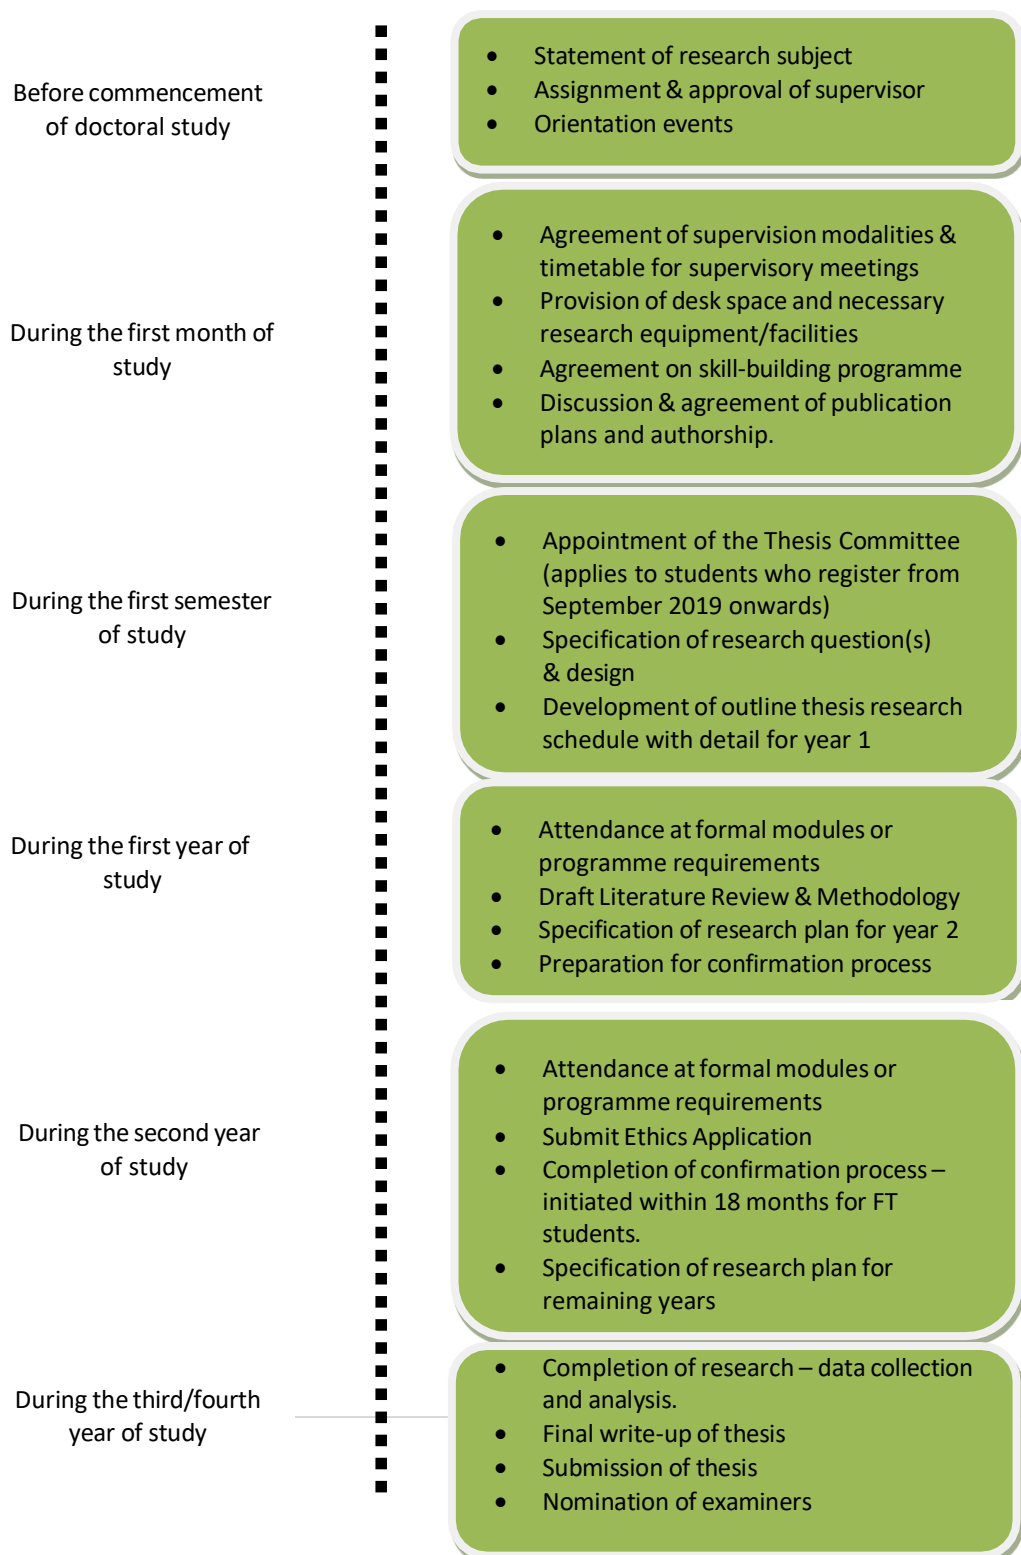 Before commencement
of doctoral study
• Statement of research subject
• Assignment & approval of supervisor
• Orientation events
During the first month of
study
• Agreement of supervision modalities &
timetable for supervisory meetings
• Provision of desk space and necessary
research equipment/facilities
• Agreement on skill-building programme
• Discussion & agreement of publication
plans and authorship.
During the first semester
of study
• Appointment of the Thesis Committee
(applies to students who register from
September 2019 onwards)
• Specification of research question(s)
& design
• Development of outline thesis research
schedule with detail for year 1
During the first year of
study
• Attendance at formal modules or
programme requirements
• Draft Literature Review & Methodology
• Specification of research plan for year 2
• Preparation for confirmation process
During the second year
of study
• Attendance at formal modules or
programme requirements
• Submit Ethics Application
• Completion of confirmation process –
initiated within 18 months for FT
students.
• Specification of research plan for
remaining years
During the third/fourth
year of study
• Completion of research – data collection
and analysis.
• Final write-up of thesis
• Submission of thesis
• Nomination of examiners